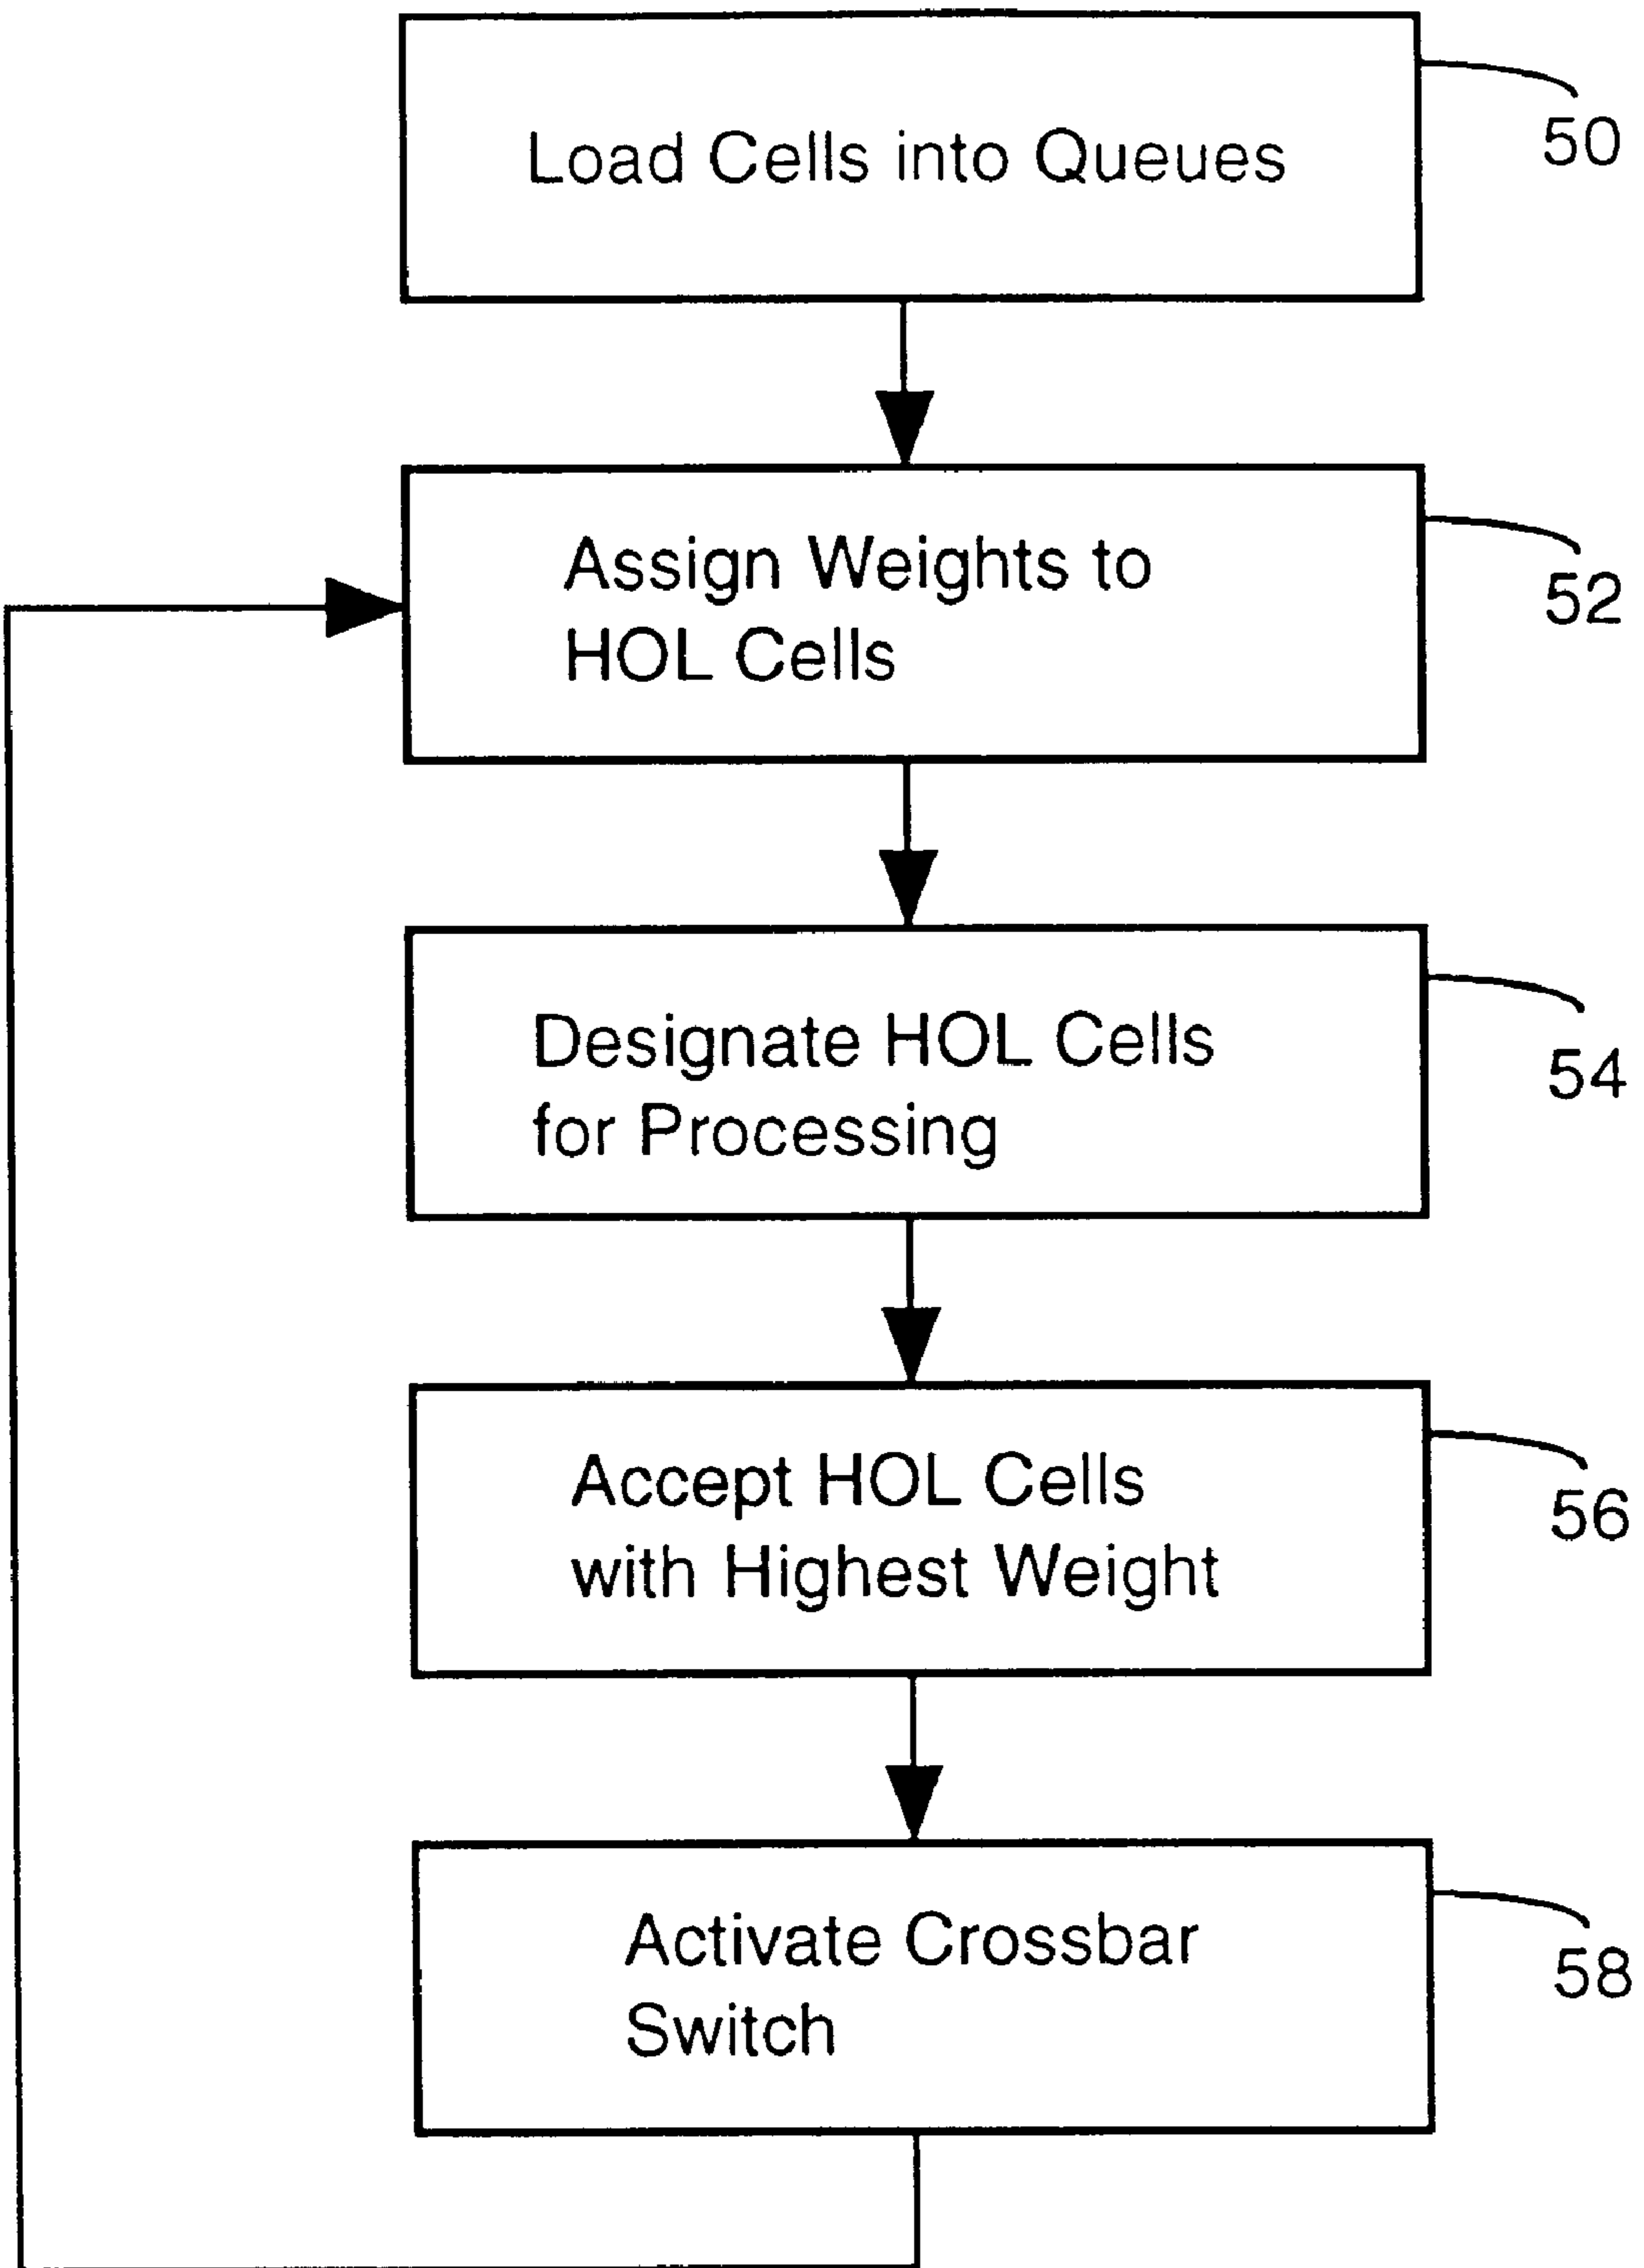 Load Cells into Queues
50
Assign Weights to
HOL Cells
52
Designate HOL Cells
for Processing
54
Accept HOL Cells
with Highest Weight
56
Activate Crossbar
Switch
58